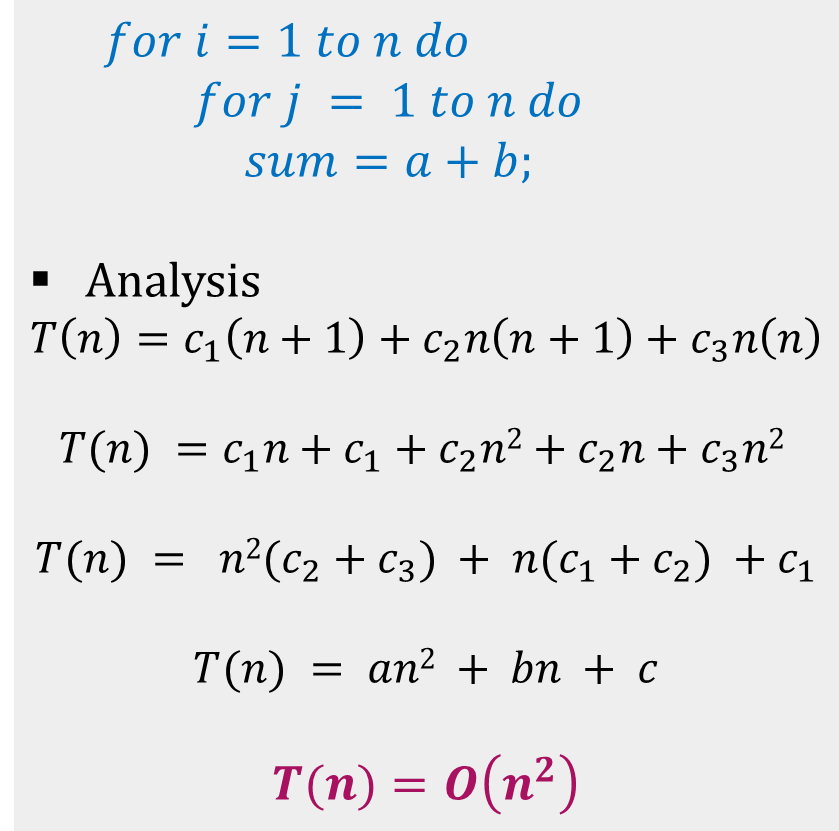 for i = 1 to n do
for j = 1 to n do
sum = a + b;
▪ Analysis
T(n) = c₁(n + 1) + c₂n(n + 1) + c₃n(n)
T(n) = c₁n + c₁ + c₂n² + c₂n + c₃n²
T(n) = n²(c₂ + c₃) + n(c₁ + c₂) + c₁
T(n) = an² + bn + c
T(n) = O(n²)